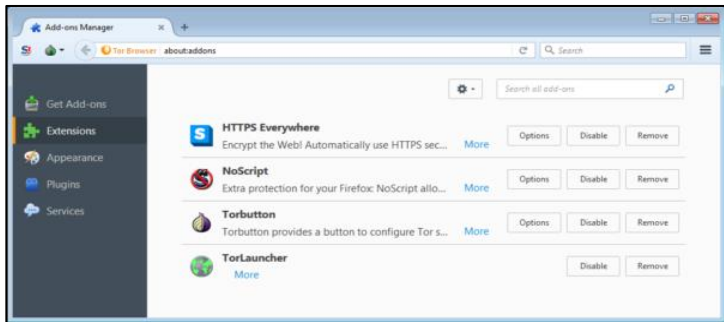 Add-ons Manager
Tor Browser about:addons
Search
Search all add-ons
Get Add-ons
Extensions
Appearance
Plugins
Services
HTTPS Everywhere
Encrypt the Web! Automatically use HTTPS sec... More
Options Disable Remove
NoScript
Extra protection for your Firefox: NoScript allo... More
Options Disable Remove
Torbutton
Torbutton provides a button to configure Tor s... More
Options Disable Remove
TorLauncher
More
Disable Remove